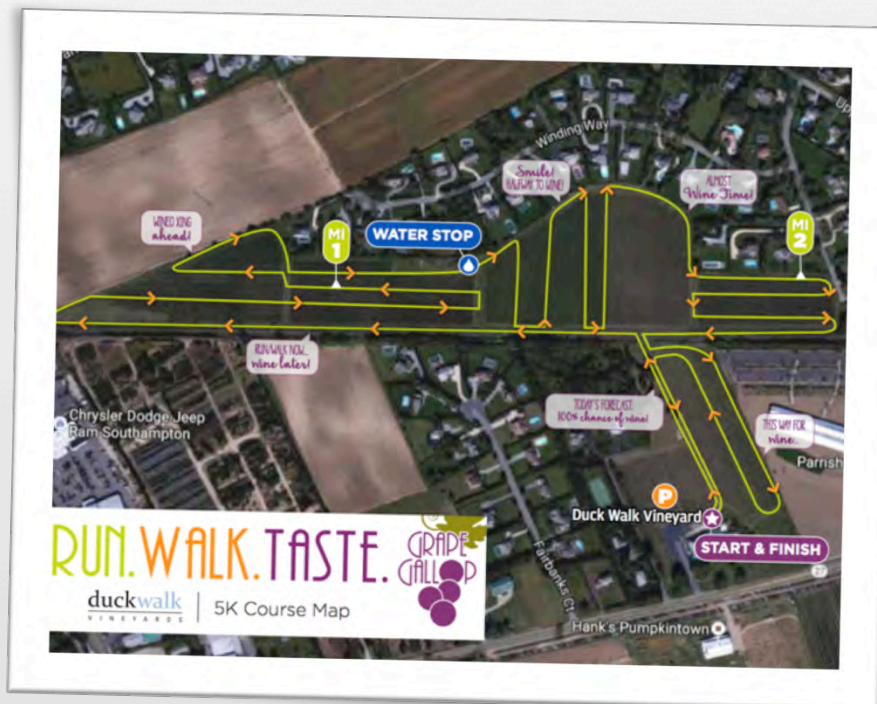 Winding Way
Up
Smile!
HALFWAY TO WINE!
ALMOST
Wine Time!
WINED XING
ahead!
MI
1
WATER STOP
MI
2
RUN/WALK NOW...
wine later!
TODAY'S FORECAST:
100% chance of wine!
THIS WAY FOR
wine...
Chrysler Dodge Jeep
Ram Southampton
Parrish
P
Duck Walk Vineyard
START & FINISH
27
Fairbanks Ct
Hank's Pumpkintown
RUN.WALK.TASTE.
GRAPE
GALLOP
duckwalk
VINEYARDS
5K Course Map